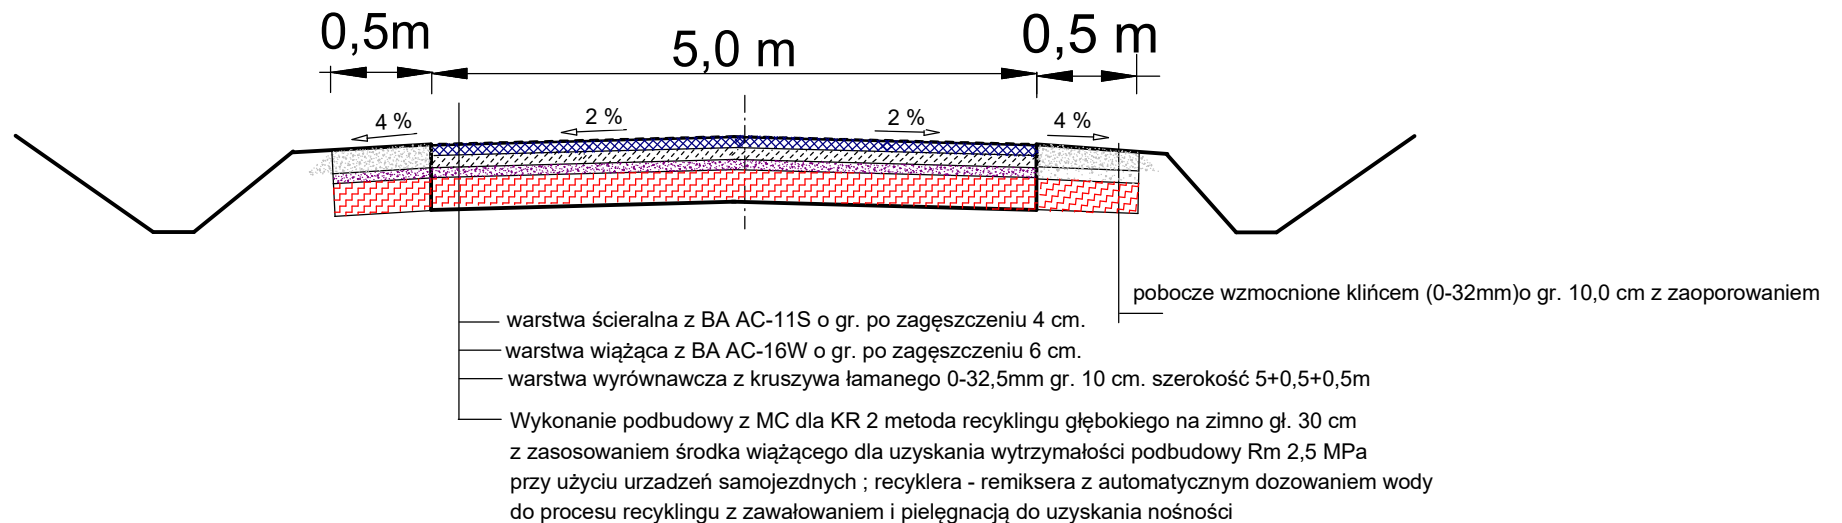 0,5m
5,0 m
0,5 m
4 %
2 %
2 %
4 %
pobocze wzmocnione klińcem (0-32mm)o gr. 10,0 cm z zaoporowaniem
warstwa ścieralna z BA AC-11S o gr. po zagęszczeniu 4 cm.
warstwa wiążąca z BA AC-16W o gr. po zagęszczeniu 6 cm.
warstwa wyrównawcza z kruszywa łamanego 0-32,5mm gr. 10 cm. szerokość 5+0,5+0,5m
Wykonanie podbudowy z MC dla KR 2 metoda recyklingu głębokiego na zimno gł. 30 cm
z zasosowaniem środka wiążącego dla uzyskania wytrzymałości podbudowy Rm 2,5 MPa
przy użyciu urzadzeń samojezdnych ; recyklera - remiksera z automatycznym dozowaniem wody
do procesu recyklingu z zawałowaniem i pielęgnacją do uzyskania nośności